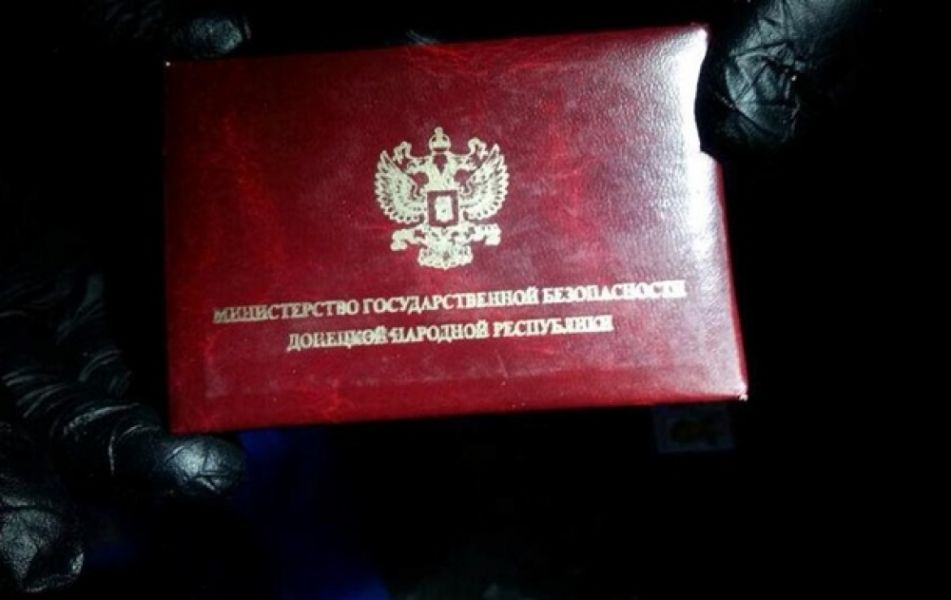 МИНИСТЕРСТВО ГОСУДАРСТВЕННОЙ БЕЗОПАСНОСТИ
ДОНЕЦКОЙ НАРОДНОЙ РЕСПУБЛИКИ